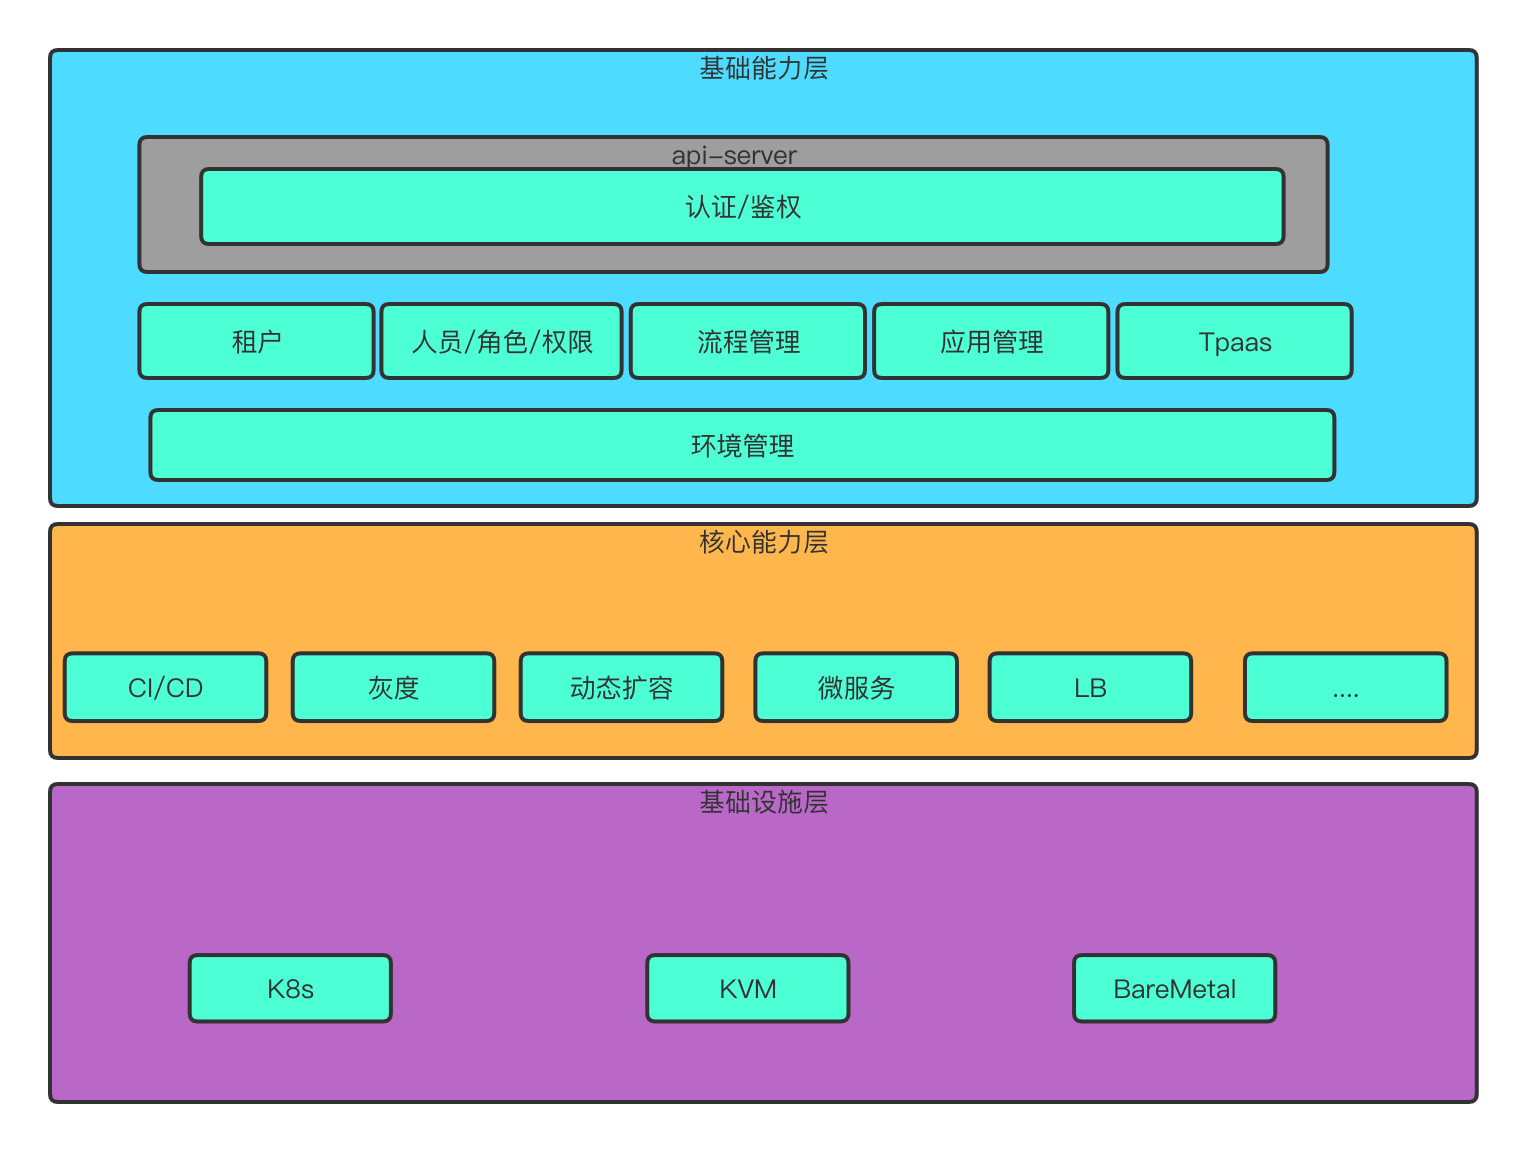 基础能力层
api-server
认证/鉴权
租户
人员/角色/权限
流程管理
应用管理
Tpaas
环境管理
核心能力层
CI/CD
灰度
动态扩容
微服务
LB
....
基础设施层
K8s
KVM
BareMetal